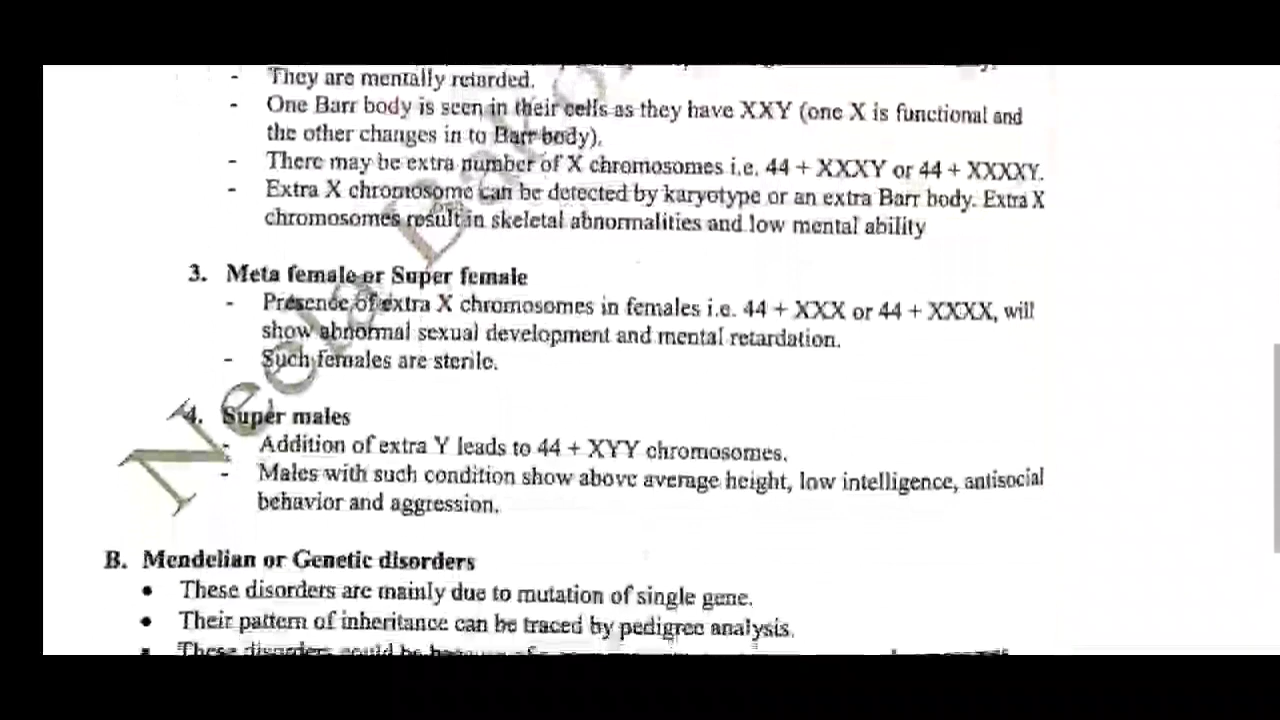 - They are mentally retarded.
- One Barr body is seen in their cells as they have XXY (one X is functional and
the other changes in to Barr body).
- There may be extra number of X chromosomes i.e. 44 + XXXY or 44 + XXXXY.
- Extra X chromosome can be detected by karyotype or an extra Barr body. Extra X
chromosomes result in skeletal abnormalities and low mental ability
3. Meta female or Super female
- Presence of extra X chromosomes in females i.e. 44 + XXX or 44 + XXXX, will
show abnormal sexual development and mental retardation.
- Such females are sterile.
4. Super males
- Addition of extra Y leads to 44 + XYY chromosomes.
- Males with such condition show above average height, low intelligence, antisocial
behavior and aggression.
B. Mendelian or Genetic disorders
• These disorders are mainly due to mutation of single gene.
• Their pattern of inheritance can be traced by pedigree analysis.
• These disorders could be
Neela